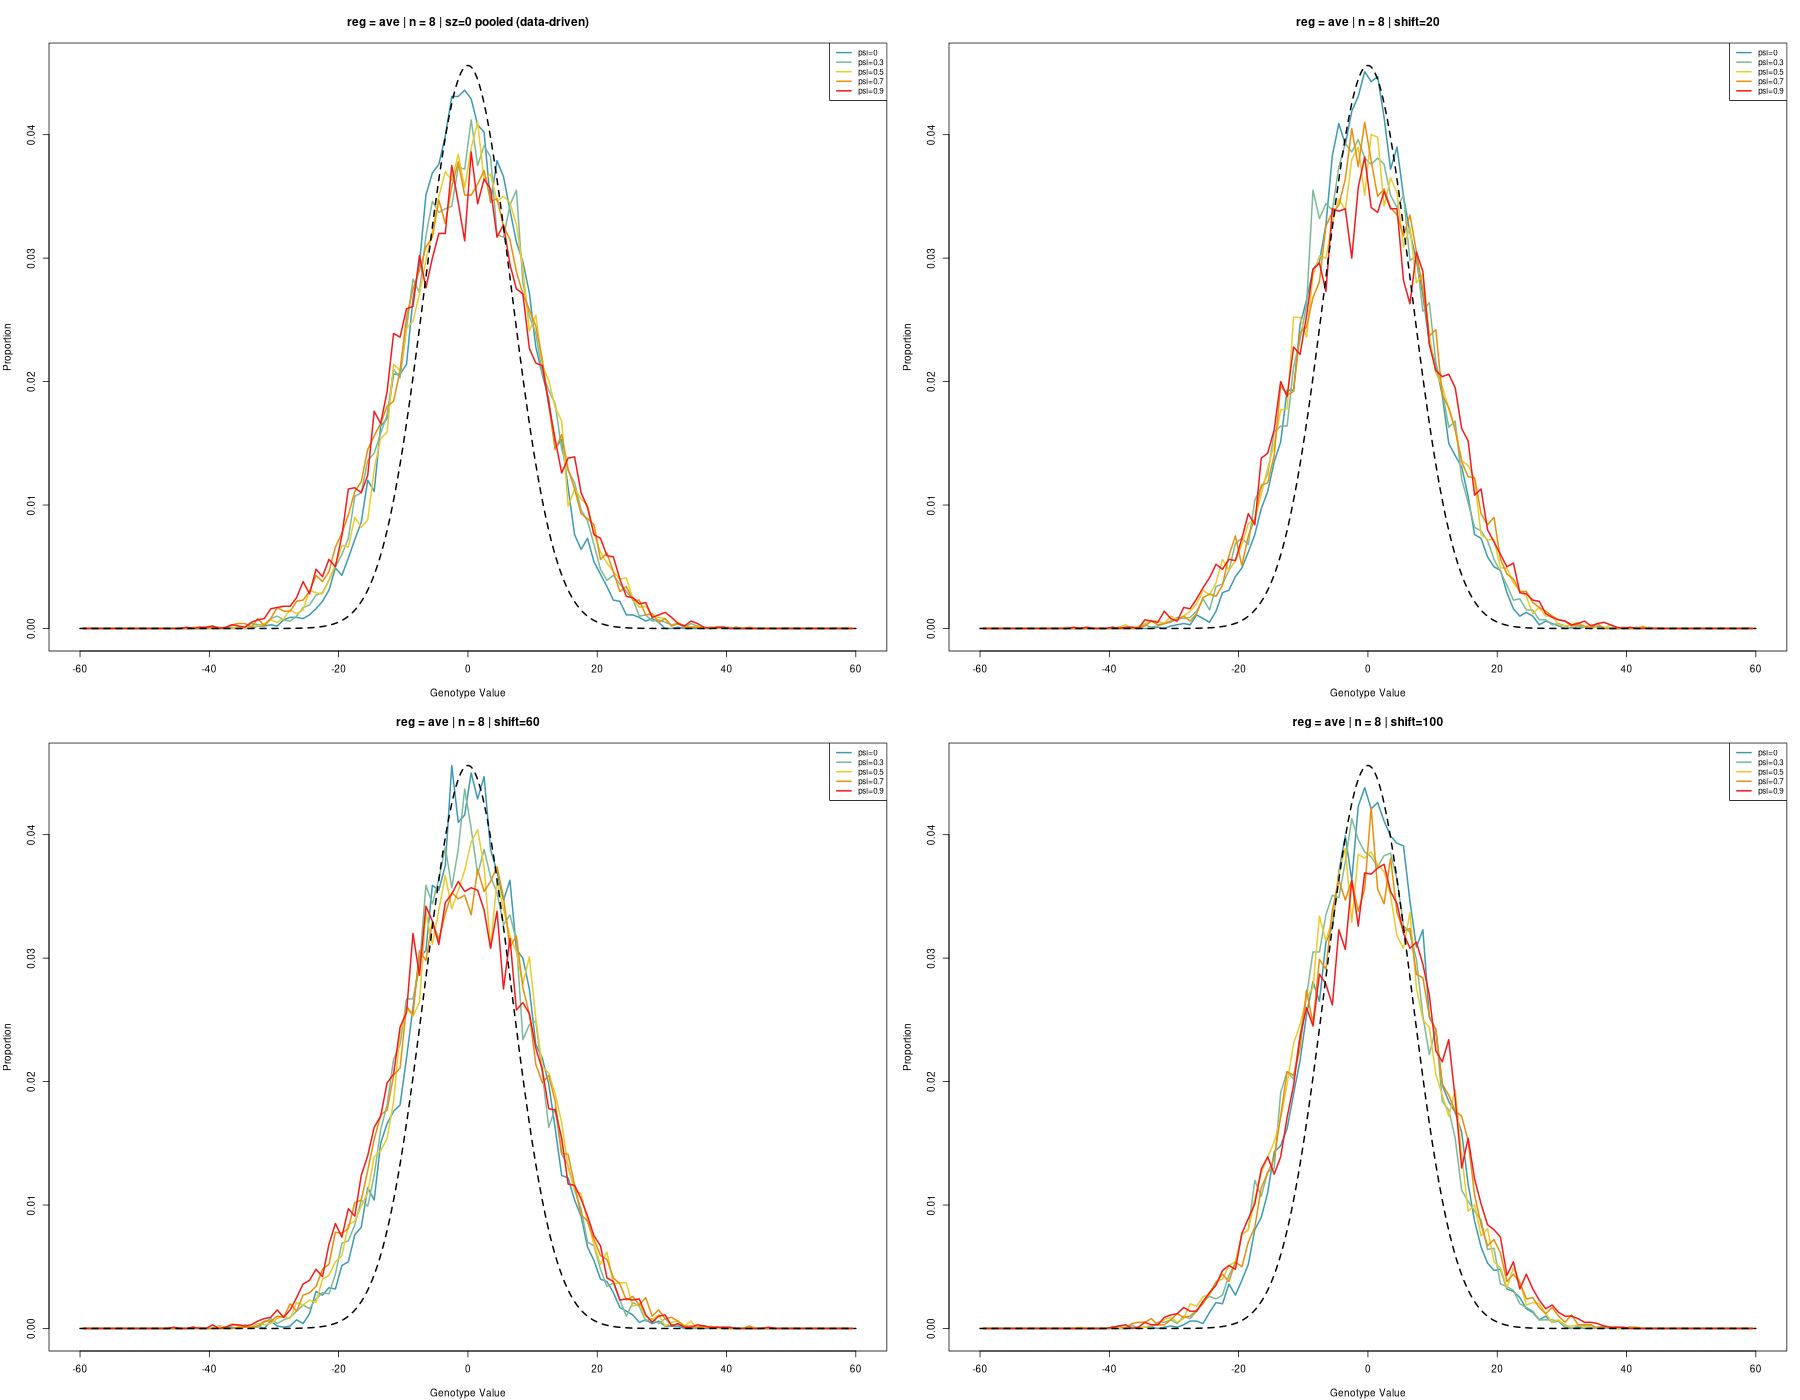 reg = ave | n = 8 | sz=0 pooled (data-driven)
psi=0
psi=0.3
psi=0.5
psi=0.7
psi=0.9
Proportion
0.04
0.03
0.02
0.01
0.00
-60 -40 -20 0 20 40 60
Genotype Value
reg = ave | n = 8 | shift=20
psi=0
psi=0.3
psi=0.5
psi=0.7
psi=0.9
Proportion
0.04
0.03
0.02
0.01
0.00
-60 -40 -20 0 20 40 60
Genotype Value
reg = ave | n = 8 | shift=60
psi=0
psi=0.3
psi=0.5
psi=0.7
psi=0.9
Proportion
0.04
0.03
0.02
0.01
0.00
-60 -40 -20 0 20 40 60
Genotype Value
reg = ave | n = 8 | shift=100
psi=0
psi=0.3
psi=0.5
psi=0.7
psi=0.9
Proportion
0.04
0.03
0.02
0.01
0.00
-60 -40 -20 0 20 40 60
Genotype Value